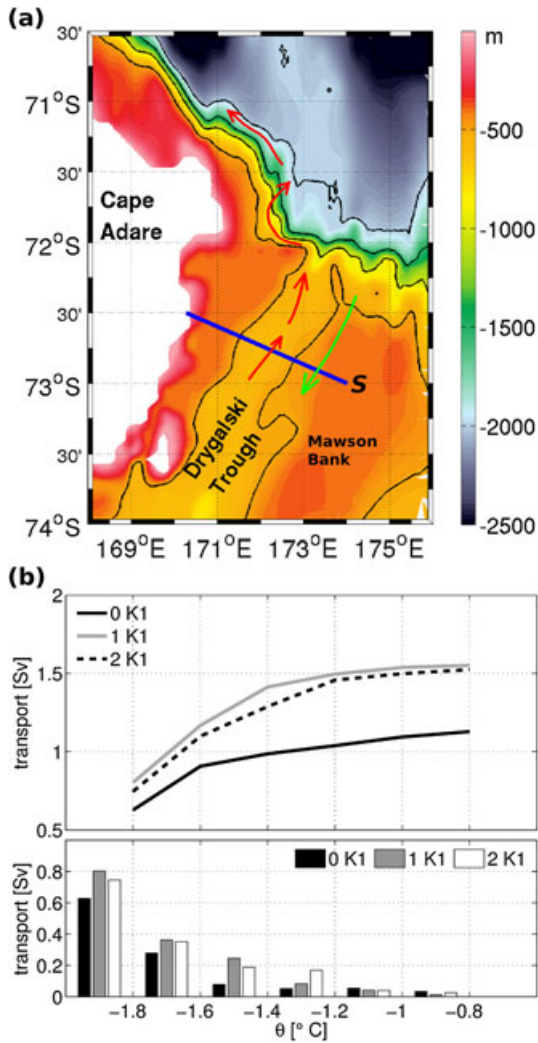 (a)
30'
71°S
30'
72°S
30'
73°S
30'
74°S
169°E 171°E 173°E 175°E
Cape
Adare
S
Drygalski
Trough
Mawson
Bank
m
-500
-1000
-1500
-2000
-2500
(b)
2
1.5
1
0.5
transport [Sv]
0 K1
1 K1
2 K1
0.8
0.6
0.4
0.2
0
transport [Sv]
0 K1 1 K1 2 K1
-1.8 -1.6 -1.4 -1.2 -1 -0.8
θ [° C]